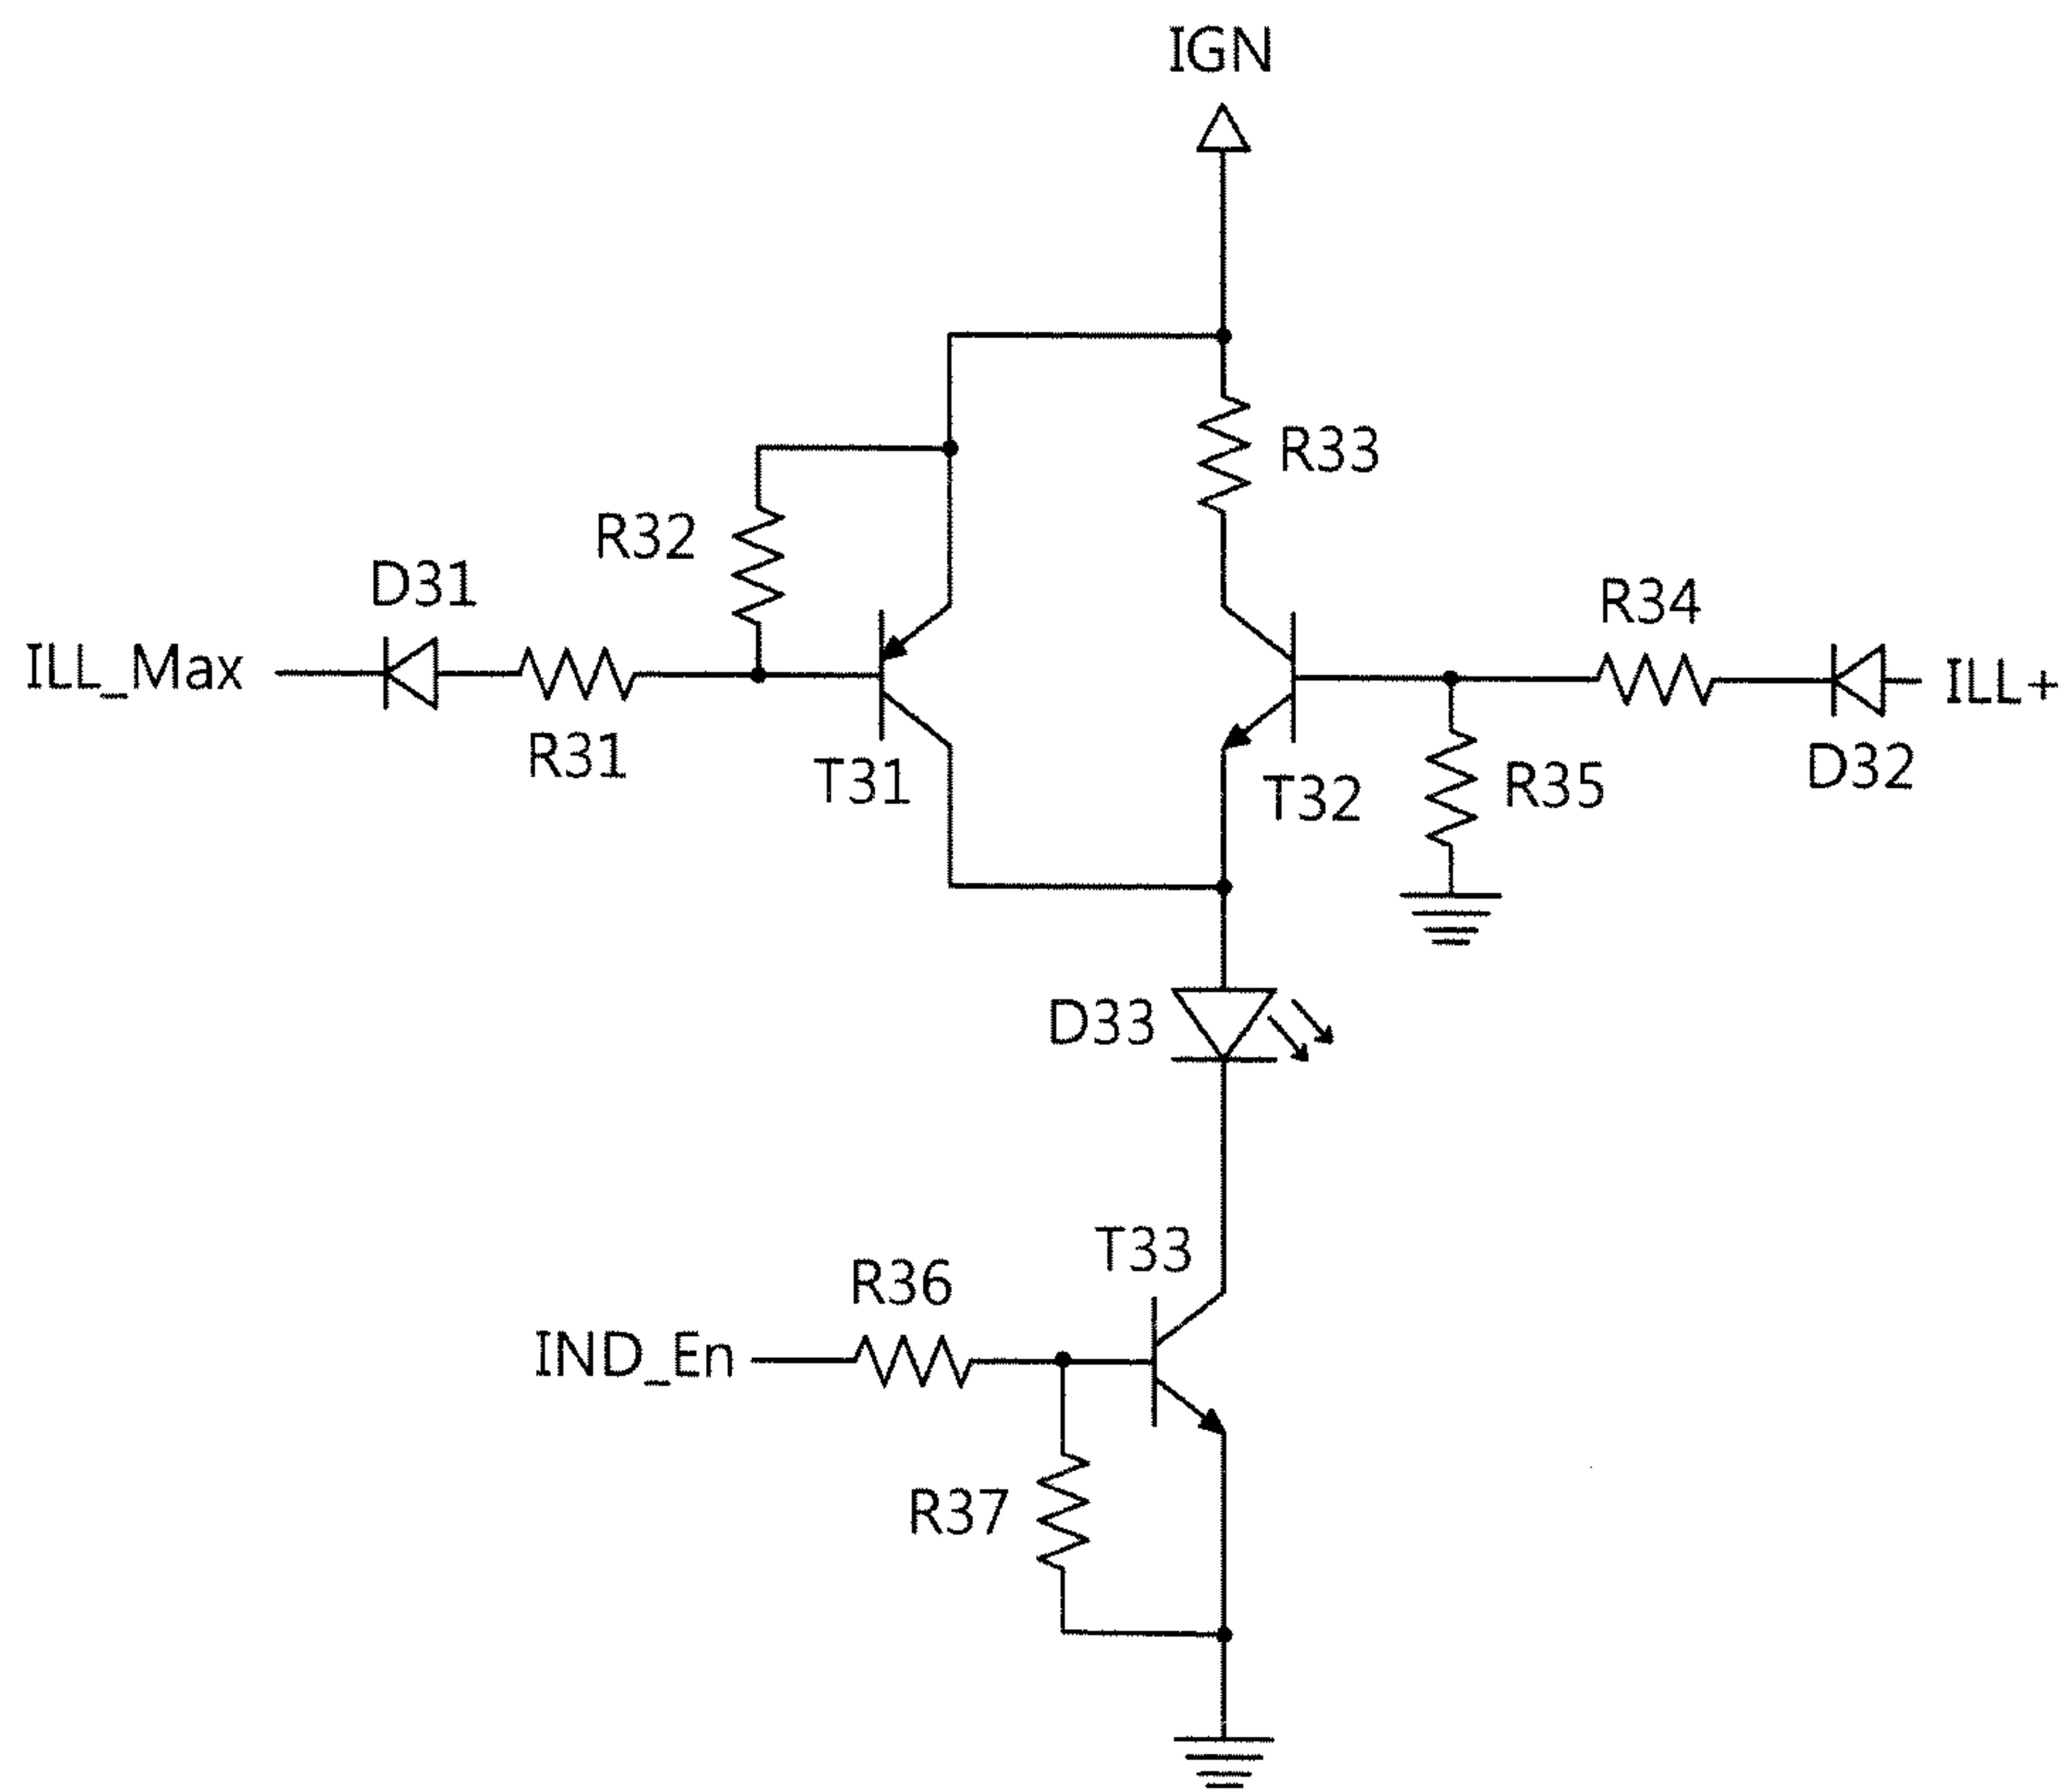 IGN
R33
R32
D31
R34
ILL_Max
ILL+
R31
T31
T32
R35
D32
D33
T33
R36
IND_En
R37